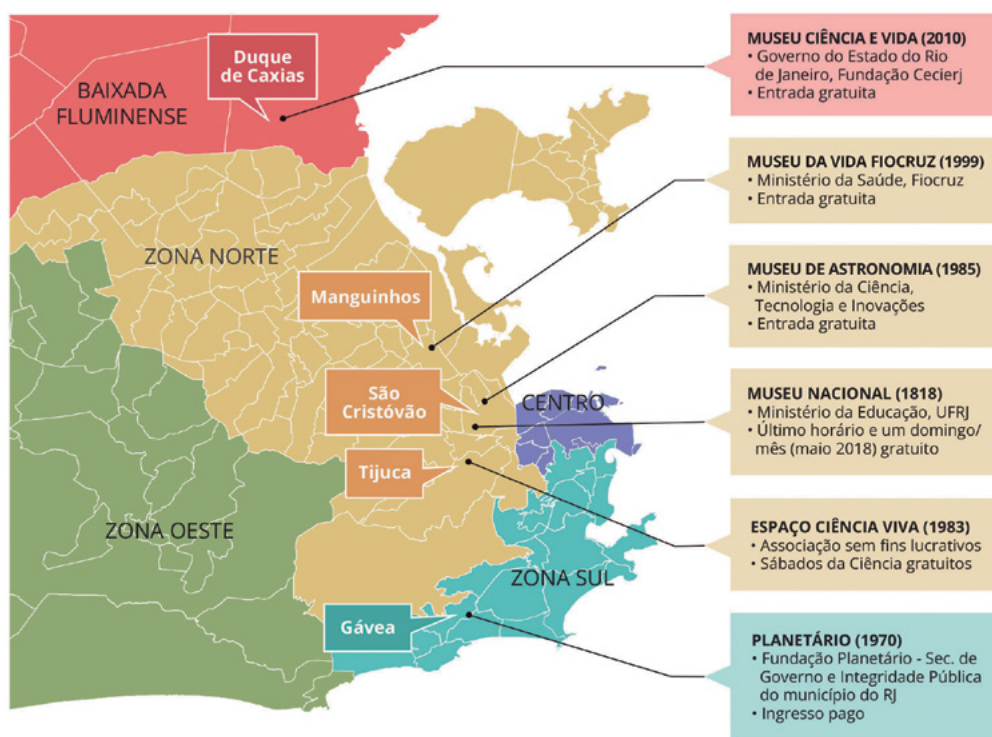 BAIXADA
FLUMINENSE
Duque
de Caxias
ZONA NORTE
Manguinhos
São
Cristóvão
CENTRO
Tijuca
ZONA OESTE
ZONA SUL
Gávea
MUSEU CIÊNCIA E VIDA (2010)
• Governo do Estado do Rio
de Janeiro, Fundação Cecierj
• Entrada gratuita
MUSEU DA VIDA FIOCRUZ (1999)
• Ministério da Saúde, Fiocruz
• Entrada gratuita
MUSEU DE ASTRONOMIA (1985)
• Ministério da Ciência,
Tecnologia e Inovações
• Entrada gratuita
MUSEU NACIONAL (1818)
• Ministério da Educação, UFRJ
• Último horário e um domingo/
mês (maio 2018) gratuito
ESPAÇO CIÊNCIA VIVA (1983)
• Associação sem fins lucrativos
• Sábados da Ciência gratuitos
PLANETÁRIO (1970)
• Fundação Planetário - Sec. de
Governo e Integridade Pública
do município do RJ
• Ingresso pago